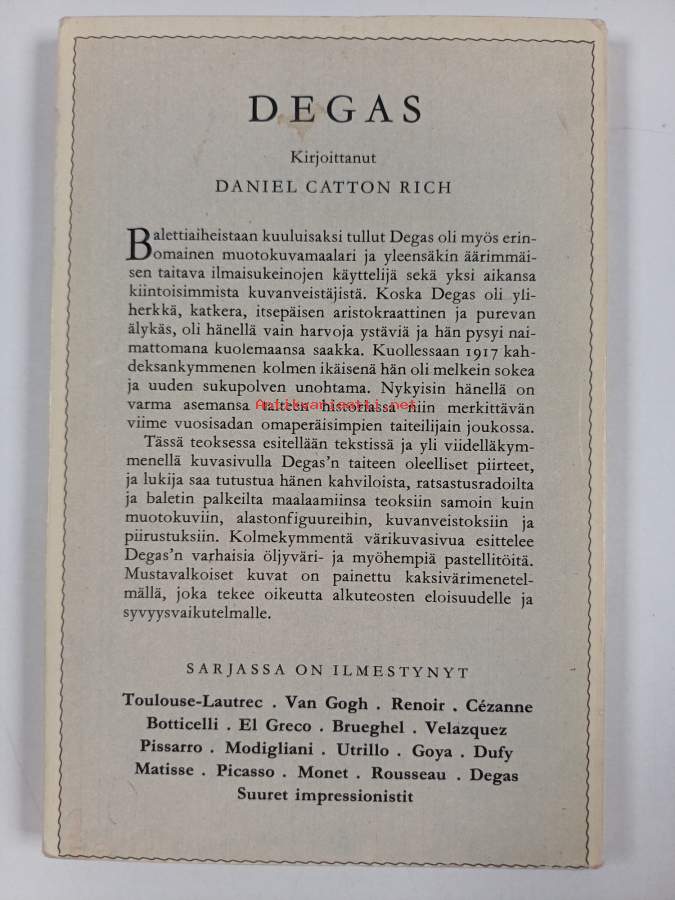 DEGAS
Kirjoittanut
DANIEL CATTON RICH
Balettiaiheistaan kuuluisaksi tullut Degas oli myös erin-
omainen muotokuvamaalari ja yleensäkin äärimmäi-
sen taitava ilmaisukeinojen käyttelijä sekä yksi aikansa
kiintoisimmista kuvanveistäjistä. Koska Degas oli yli-
herkkä, katkera, itsepäisen aristokraattinen ja purevan
älykäs, oli hänellä vain harvoja ystäviä ja hän pysyi nai-
mattomana kuolemaansa saakka. Kuollessaan 1917 kah-
deksankymmenen kolmen ikäisenä hän oli melkein sokea
ja uuden sukupolven unohtama. Nykyisin hänellä on
varma asemansa taiteen historiassa niin merkittävän
Antikvariaatti.net
viime vuosisadan omaperäisimpien taiteilijain joukossa.
Tässä teoksessa esitellään tekstissä ja yli viidelläkym-
menellä kuvasivulla Degas'n taiteen oleelliset piirteet,
ja lukija saa tutustua hänen kahviloista, ratsastusradoilta
ja baletin palkeilta maalaamiinsa teoksiin samoin kuin
muotokuviin, alastonfiguureihin, kuvanveistoksiin ja
piirustuksiin. Kolmekymmentä värikuvasivua esittelee
Degas'n varhaisia öljyväri- ja myöhempiä pastellitöitä.
Mustavalkoiset kuvat on painettu kaksivärimenetel-
mällä, joka tekee oikeutta alkuteosten eloisuudelle ja
syvyysvaikutelmalle.
SARJASSA ON ILMESTYNYT
Toulouse-Lautrec . Van Gogh . Renoir . Cézanne
Botticelli . El Greco . Brueghel . Velazquez
Pissarro . Modigliani . Utrillo . Goya . Dufy
Matisse . Picasso . Monet . Rousseau . Degas
Suuret impressionistit